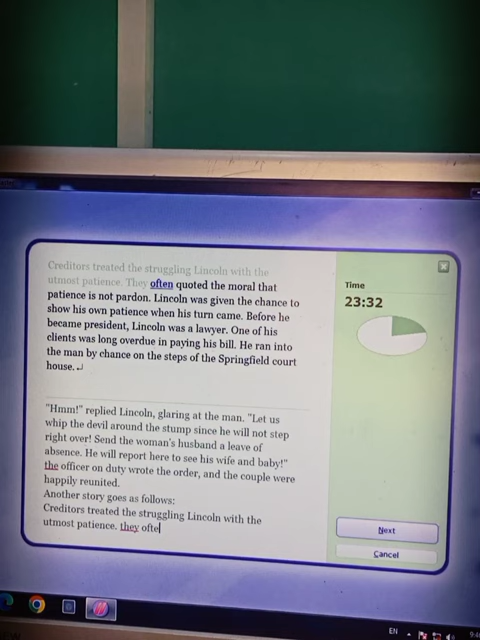 Creditors treated the struggling Lincoln with the
utmost patience. They often quoted the moral that
patience is not pardon. Lincoln was given the chance to
show his own patience when his turn came. Before he
became president, Lincoln was a lawyer. One of his
clients was long overdue in paying his bill. He ran into
the man by chance on the steps of the Springfield court
house.↵
"Hmm!" replied Lincoln, glaring at the man. "Let us
whip the devil around the stump since he will not step
right over! Send the woman's husband a leave of
absence. He will report here to see his wife and baby!"
the officer on duty wrote the order, and the couple were
happily reunited.
Another story goes as follows:
Creditors treated the struggling Lincoln with the
utmost patience. they ofte
Time
23:32
Next
Cancel
EN